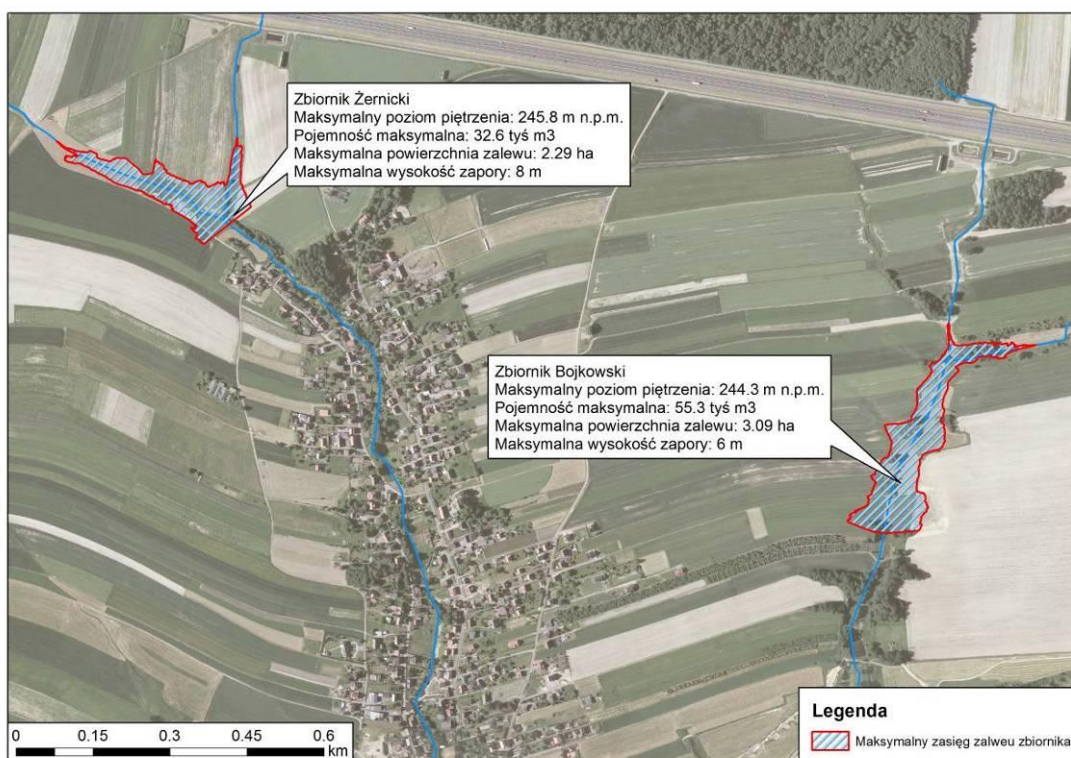 Zbiornik Żernicki
Maksymalny poziom piętrzenia: 245.8 m n.p.m.
Pojemność maksymalna: 32.6 tyś m3
Maksymalna powierzchnia zalewu: 2.29 ha
Maksymalna wysokość zapory: 8 m
Zbiornik Bojkowski
Maksymalny poziom piętrzenia: 244.3 m n.p.m.
Pojemność maksymalna: 55.3 tyś m3
Maksymalna powierzchnia zalewu: 3.09 ha
Maksymalna wysokość zapory: 6 m
0 0.15 0.3 0.45 0.6
km
Legenda
Maksymalny zasięg zalweu zbiornika